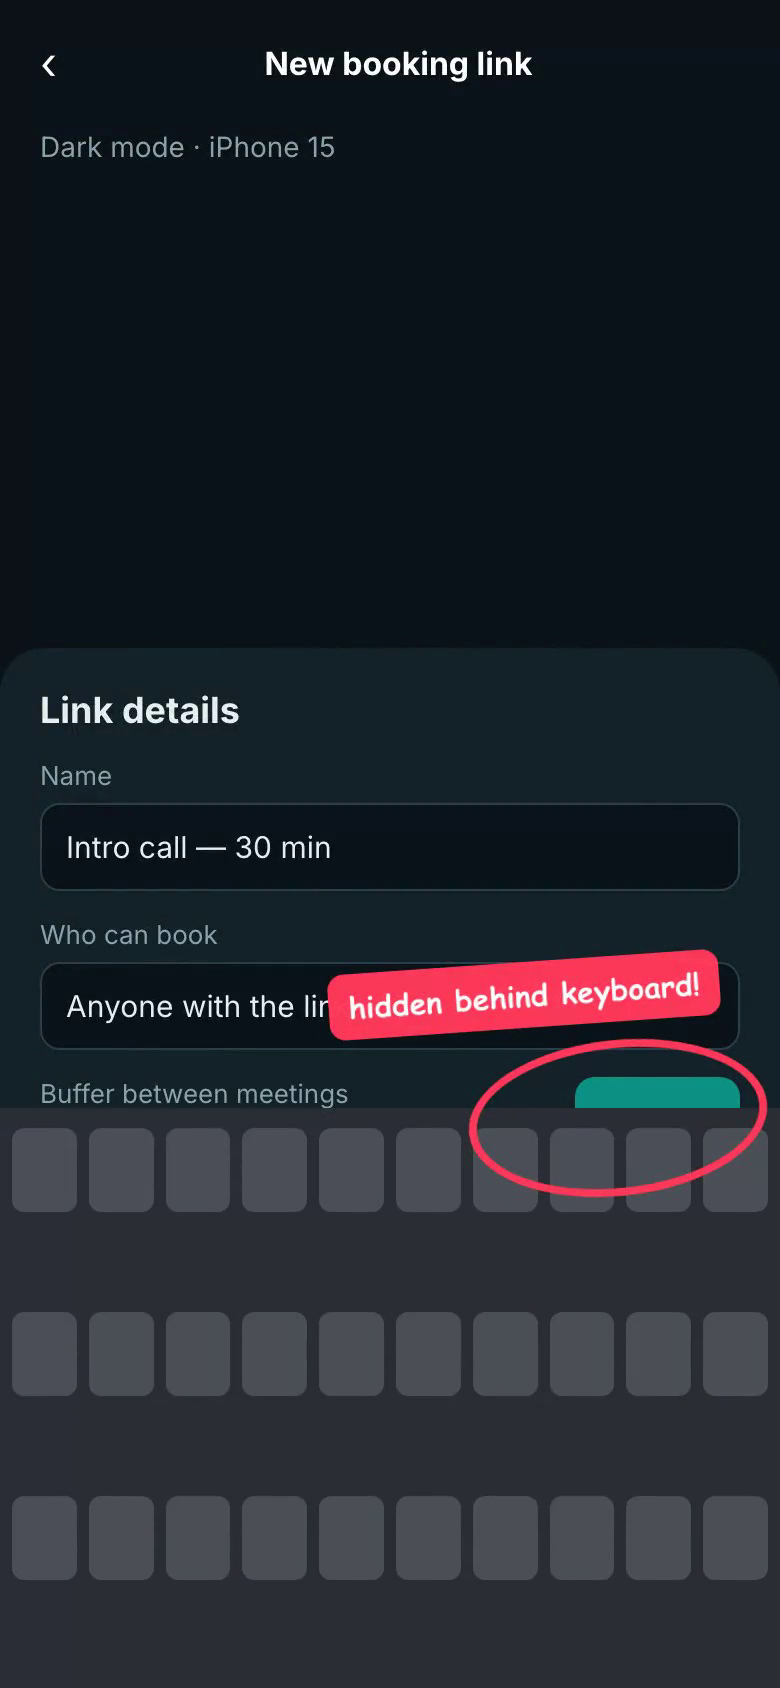 ‹ New booking link
Dark mode · iPhone 15
Link details
Name
Intro call — 30 min
Who can book
Anyone with the
hidden behind keyboard!
Buffer between meetings